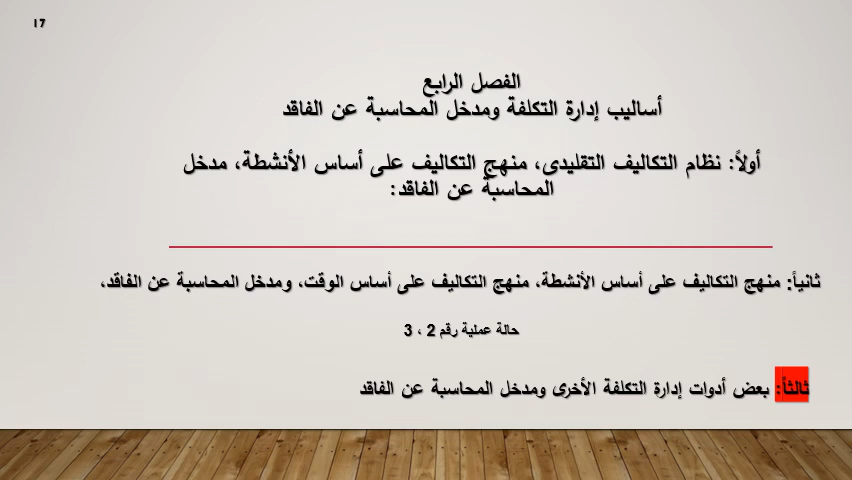 17
الفصل الرابع
أساليب إدارة التكلفة ومدخل المحاسبة عن الفاقد
أولاً: نظام التكاليف التقليدى، منهج التكاليف على أساس الأنشطة، مدخل
المحاسبة عن الفاقد:
ثانياً: منهج التكاليف على أساس الأنشطة، منهج التكاليف على أساس الوقت، ومدخل المحاسبة عن الفاقد،
حالة عملية رقم 2 ، 3
ثالثاً: بعض أدوات إدارة التكلفة الأخرى ومدخل المحاسبة عن الفاقد